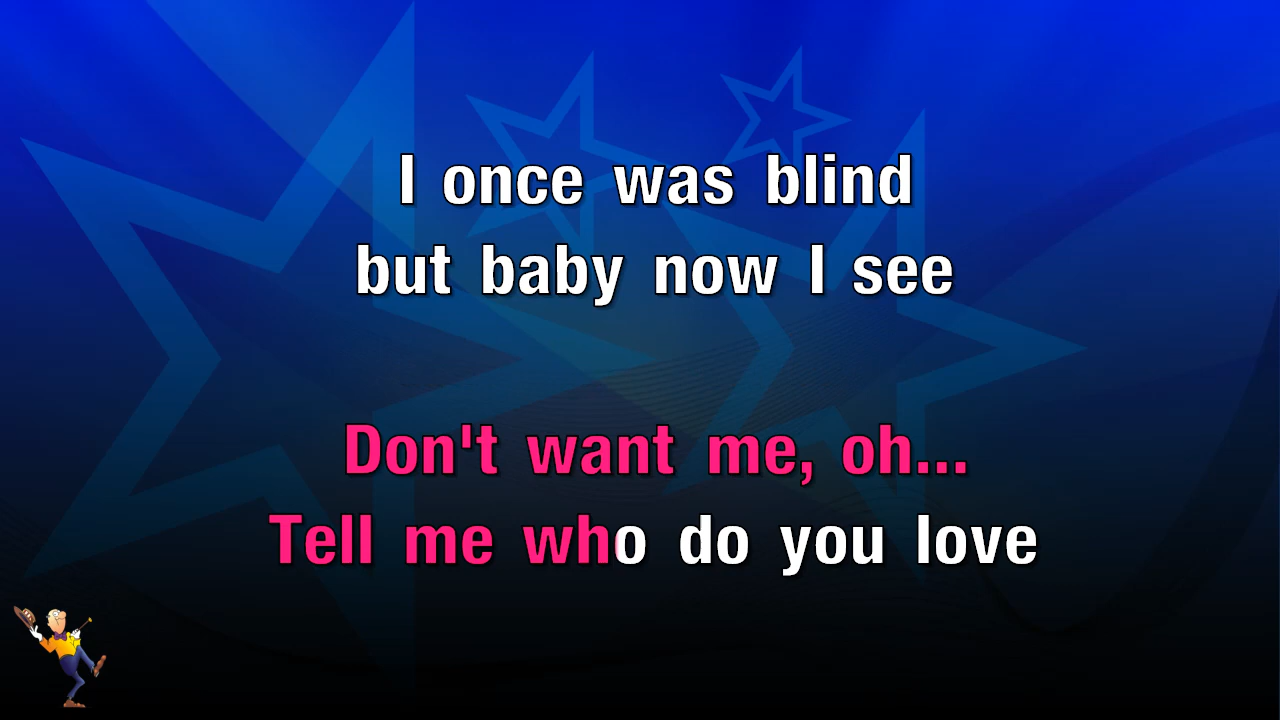 I once was blind
but baby now I see
Don't want me, oh...
Tell me who do you love